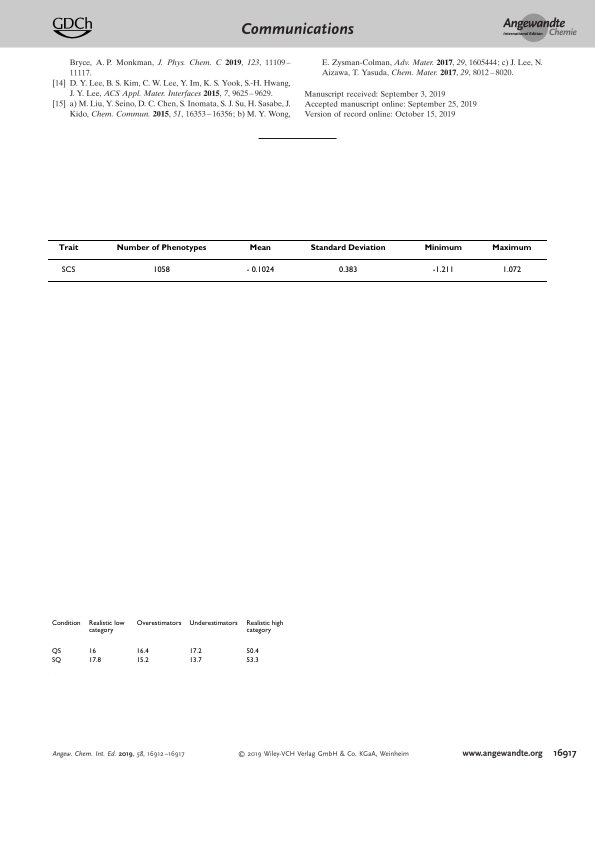 GDCh
Communications
Angewandte
International Edition
Chemie
Bryce, A. P. Monkman, J. Phys. Chem. C 2019, 123, 11109–
11117.
[14] D. Y. Lee, B. S. Kim, C. W. Lee, Y. Im, K. S. Yook, S.-H. Hwang,
J. Y. Lee, ACS Appl. Mater. Interfaces 2015, 7, 9625–9629.
[15] a) M. Liu, Y. Seino, D. C. Chen, S. Inomata, S. J. Su, H. Sasabe, J.
Kido, Chem. Commun. 2015, 51, 16353–16356; b) M. Y. Wong,
E. Zysman-Colman, Adv. Mater. 2017, 29, 1605444; c) J. Lee, N.
Aizawa, T. Yasuda, Chem. Mater. 2017, 29, 8012–8020.
Manuscript received: September 3, 2019
Accepted manuscript online: September 25, 2019
Version of record online: October 15, 2019
Trait Number of Phenotypes Mean Standard Deviation Minimum Maximum
SCS 1058 - 0.1024 0.383 -1.211 1.072
Condition Realistic low Overestimators Underestimators Realistic high
category category
QS 16 16.4 17.2 50.4
SQ 17.8 15.2 13.7 53.3
Angew. Chem. Int. Ed. 2019, 58, 16912–16917
© 2019 Wiley-VCH Verlag GmbH & Co. KGaA, Weinheim
www.angewandte.org 16917